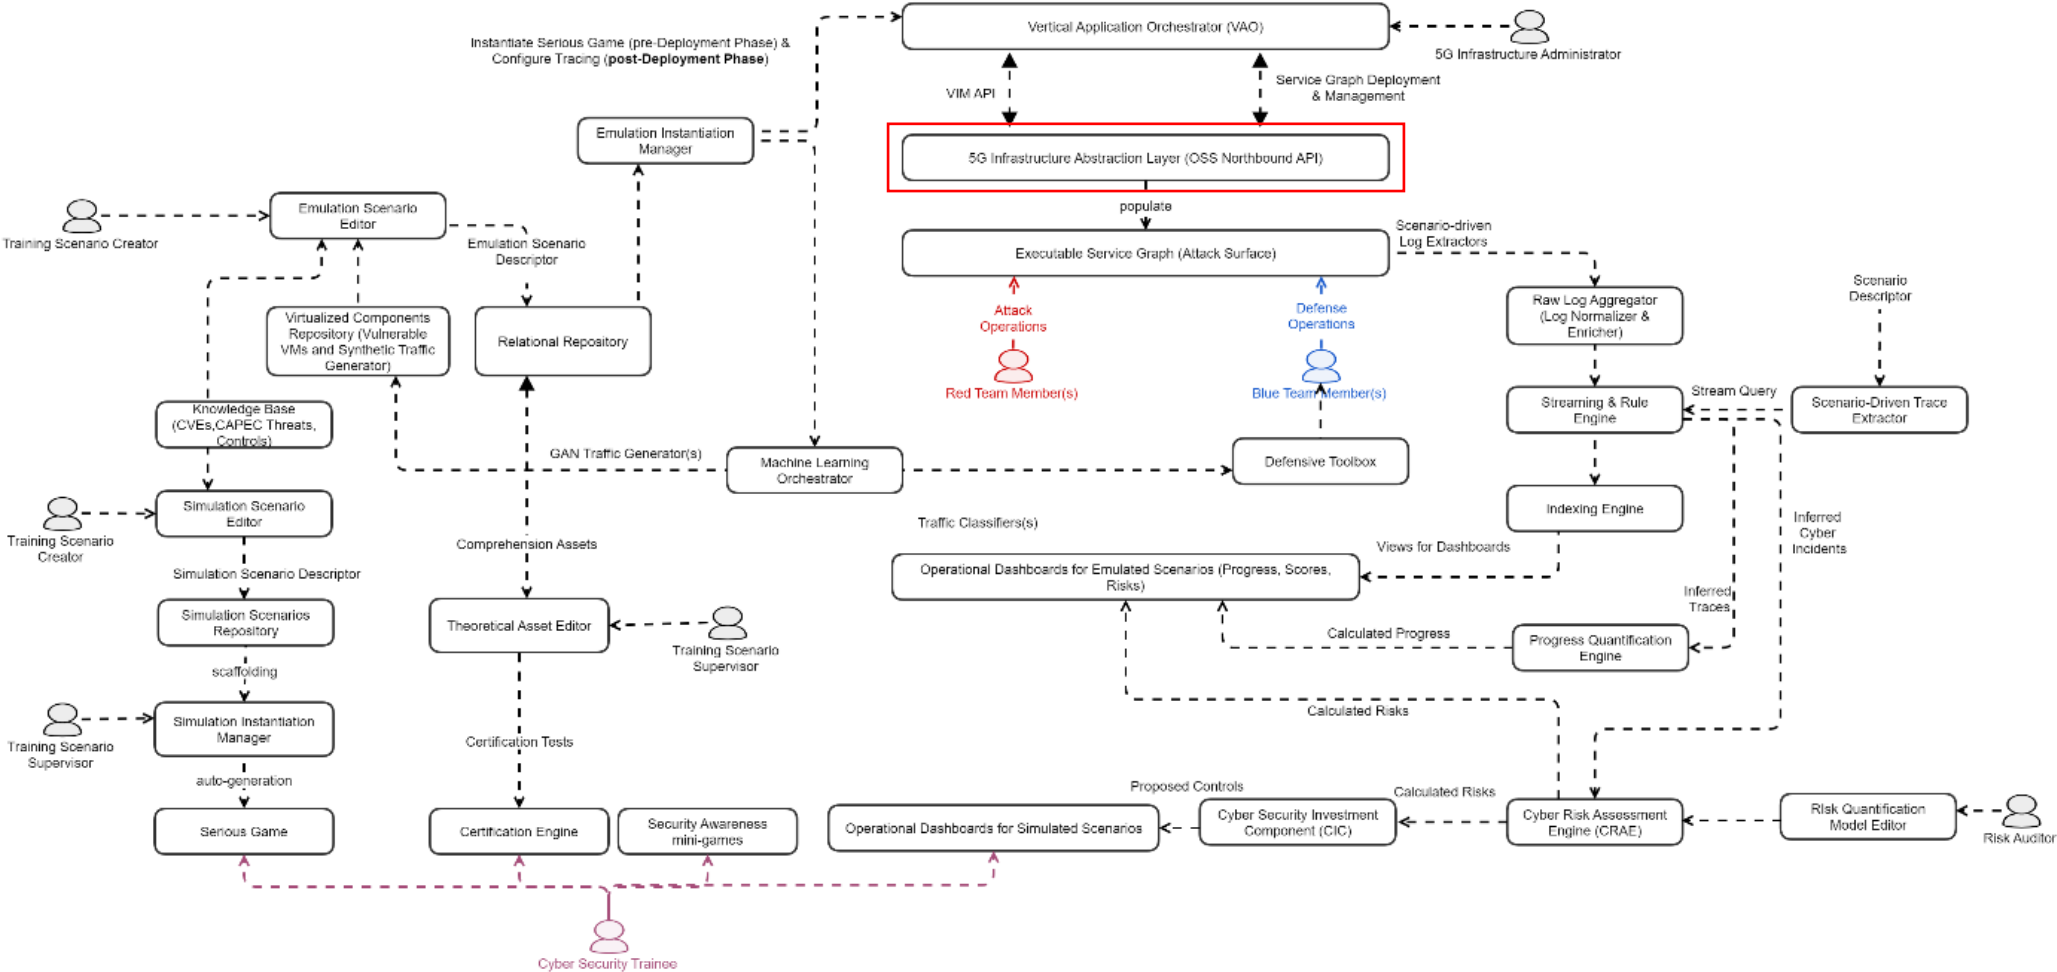 Vertical Application Orchestrator (VAO)
5G Infrastructure Administrator
Instantiate Serious Game (pre-Deployment Phase) &
Configure Tracing (post-Deployment Phase)
VIM API
Service Graph Deployment
& Management
Emulation Instantiation
Manager
5G Infrastructure Abstraction Layer (OSS Northbound API)
populate
Training Scenario Creator
Emulation Scenario
Editor
Emulation Scenario
Descriptor
Executable Service Graph (Attack Surface)
Scenario-driven
Log Extractors
Virtualized Components
Repository (Vulnerable
VMs and Synthetic Traffic
Generator)
Relational Repository
Attack
Operations
Red Team Member(s)
Defense
Operations
Blue Team Member(s)
Raw Log Aggregator
(Log Normalizer &
Enricher)
Scenario
Descriptor
Streaming & Rule
Engine
Stream Query
Scenario-Driven Trace
Extractor
Knowledge Base
(CVEs,CAPEC Threats,
Controls)
GAN Traffic Generator(s)
Machine Learning
Orchestrator
Defensive Toolbox
Indexing Engine
Training Scenario
Creator
Simulation Scenario
Editor
Traffic Classifiers(s)
Inferred
Cyber
Incidents
Comprehension Assets
Views for Dashboards
Simulation Scenario Descriptor
Operational Dashboards for Emulated Scenarios (Progress, Scores,
Risks)
Inferred
Traces
Simulation Scenarios
Repository
Theoretical Asset Editor
Training Scenario
Supervisor
Calculated Progress
Progress Quantification
Engine
scaffolding
Training Scenario
Supervisor
Simulation Instantiation
Manager
Calculated Risks
Certification Tests
auto-generation
Proposed Controls
Calculated Risks
Serious Game
Certification Engine
Security Awareness
mini-games
Operational Dashboards for Simulated Scenarios
Cyber Security Investment
Component (CIC)
Cyber Risk Assessment
Engine (CRAE)
RIsk Quantification
Model Editor
Risk Auditor
Cyber Security Trainee